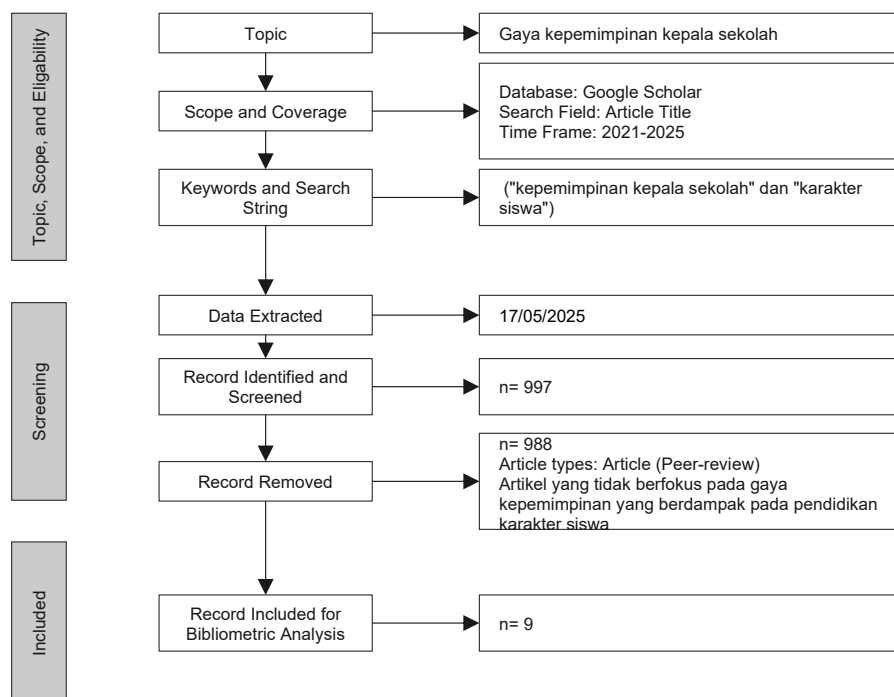 Topic, Scope, and Eligability
Topic
Gaya kepemimpinan kepala sekolah
Scope and Coverage
Database: Google Scholar
Search Field: Article Title
Time Frame: 2021-2025
Keywords and Search
String
("kepemimpinan kepala sekolah" dan "karakter
siswa")
Screening
Data Extracted
17/05/2025
Record Identified and
Screened
n= 997
Record Removed
n= 988
Article types: Article (Peer-review)
Artikel yang tidak berfokus pada gaya
kepemimpinan yang berdampak pada pendidikan
karakter siswa
Included
Record Included for
Bibliometric Analysis
n= 9